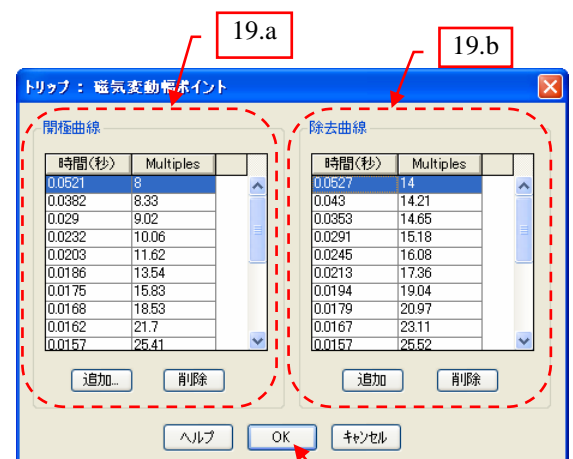 19.a
19.b
トリップ： 磁気変動幅ポイント
開極曲線
除去曲線
時間(秒) Multiples
0.0521 8
0.0382 8.33
0.029 9.02
0.0232 10.06
0.0203 11.62
0.0186 13.54
0.0175 15.83
0.0168 18.53
0.0162 21.7
0.0157 25.41
時間(秒) Multiples
0.0527 14
0.043 14.21
0.0353 14.65
0.0291 15.18
0.0245 16.08
0.0213 17.36
0.0194 19.04
0.0179 20.97
0.0167 23.11
0.0157 25.52
追加... 削除
追加 削除
ヘルプ OK キャンセル